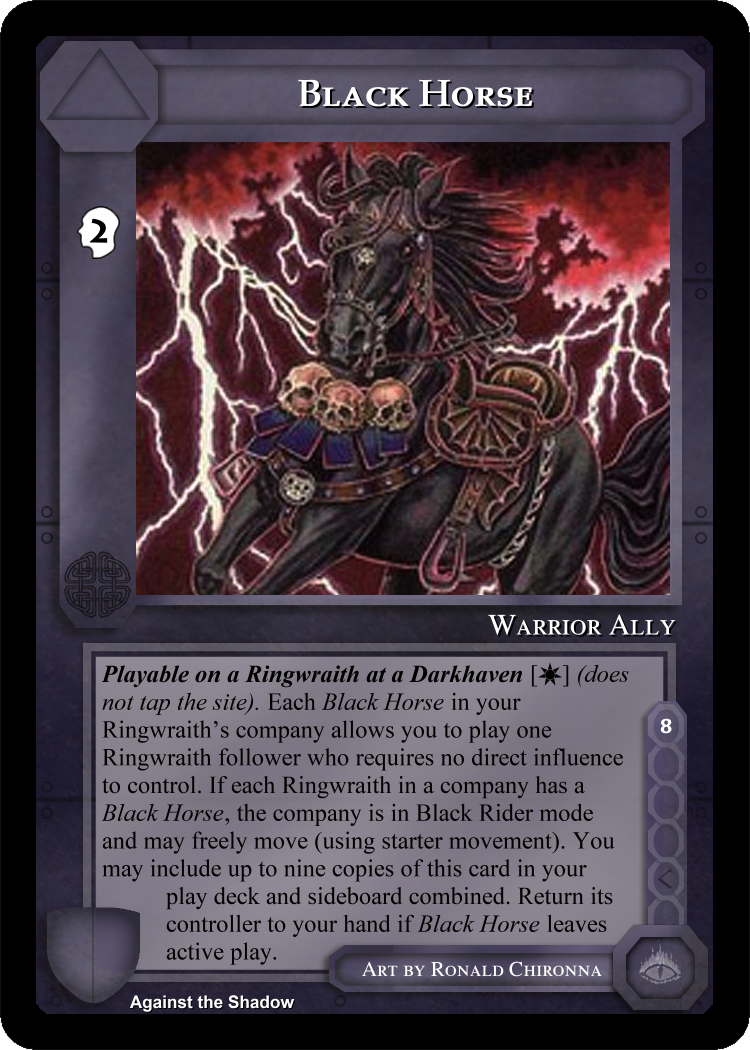 BLACK HORSE
2
WARRIOR ALLY
Playable on a Ringwraith at a Darkhaven [✷] (does
not tap the site). Each Black Horse in your
Ringwraith's company allows you to play one
Ringwraith follower who requires no direct influence
to control. If each Ringwraith in a company has a
Black Horse, the company is in Black Rider mode
and may freely move (using starter movement). You
may include up to nine copies of this card in your
play deck and sideboard combined. Return its
controller to your hand if Black Horse leaves
active play.
8
ART BY RONALD CHIRONNA
Against the Shadow